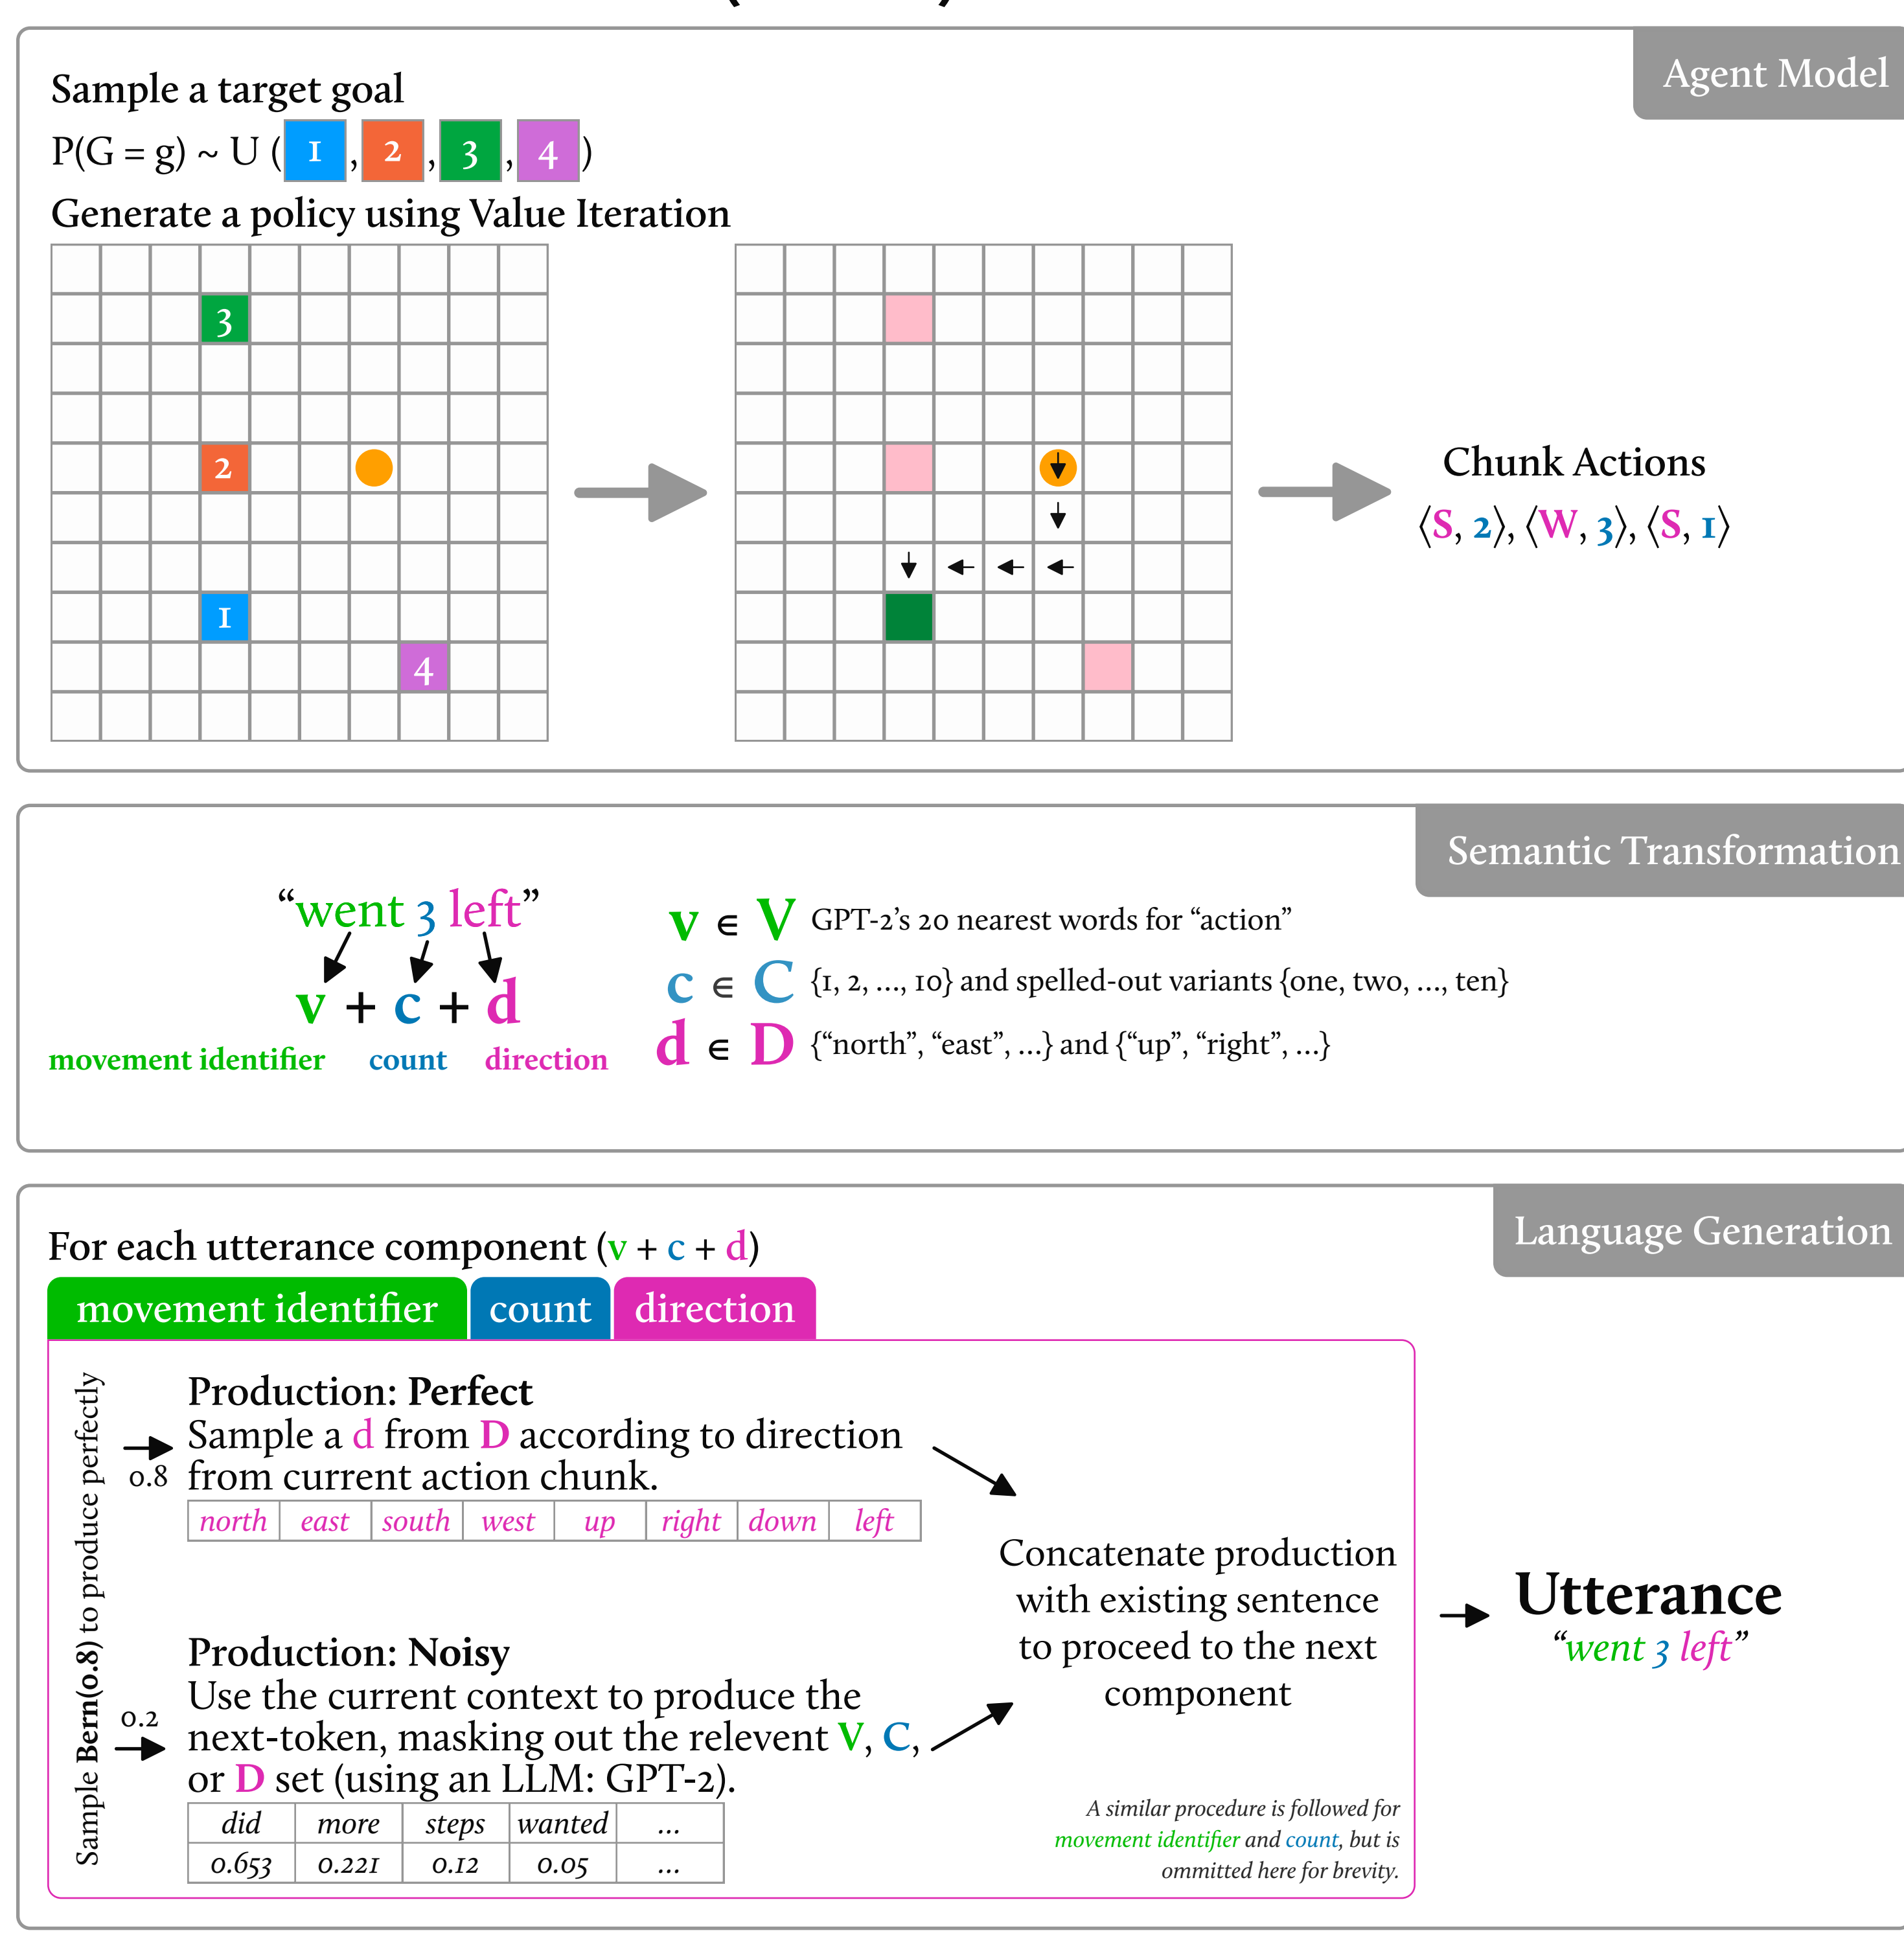 Agent Model
Sample a target goal
P(G = g) ~ U ( 1 , 2 , 3 , 4 )
Generate a policy using Value Iteration
3
2
1
4
Chunk Actions
⟨S, 2⟩, ⟨W, 3⟩, ⟨S, 1⟩
Semantic Transformation
“went 3 left”
v + c + d
movement identifier count direction
v ∈ V GPT-2’s 20 nearest words for “action”
c ∈ C {1, 2, ..., 10} and spelled-out variants {one, two, ..., ten}
d ∈ D {“north”, “east”, ...} and {“up”, “right”, ...}
Language Generation
For each utterance component (v + c + d)
movement identifier count direction
Sample Bern(0.8) to produce perfectly
0.8
Production: Perfect
Sample a d from D according to direction
from current action chunk.
north east south west up right down left
0.2
Production: Noisy
Use the current context to produce the
next-token, masking out the relevent V, C,
or D set (using an LLM: GPT-2).
did more steps wanted ...
0.653 0.221 0.12 0.05 ...
Concatenate production
with existing sentence
to proceed to the next
component
A similar procedure is followed for
movement identifier and count, but is
ommitted here for brevity.
Utterance
“went 3 left”